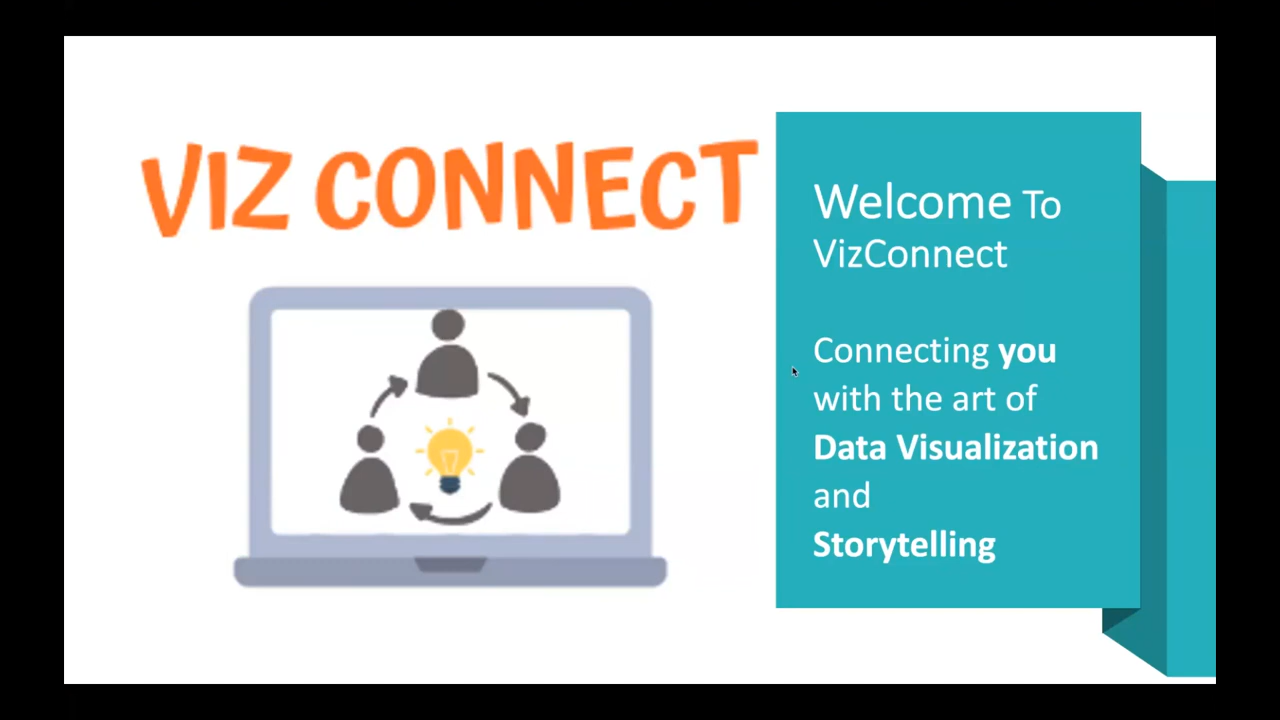 VIZ CONNECT
Welcome To
VizConnect
Connecting you
with the art of
Data Visualization
and
Storytelling